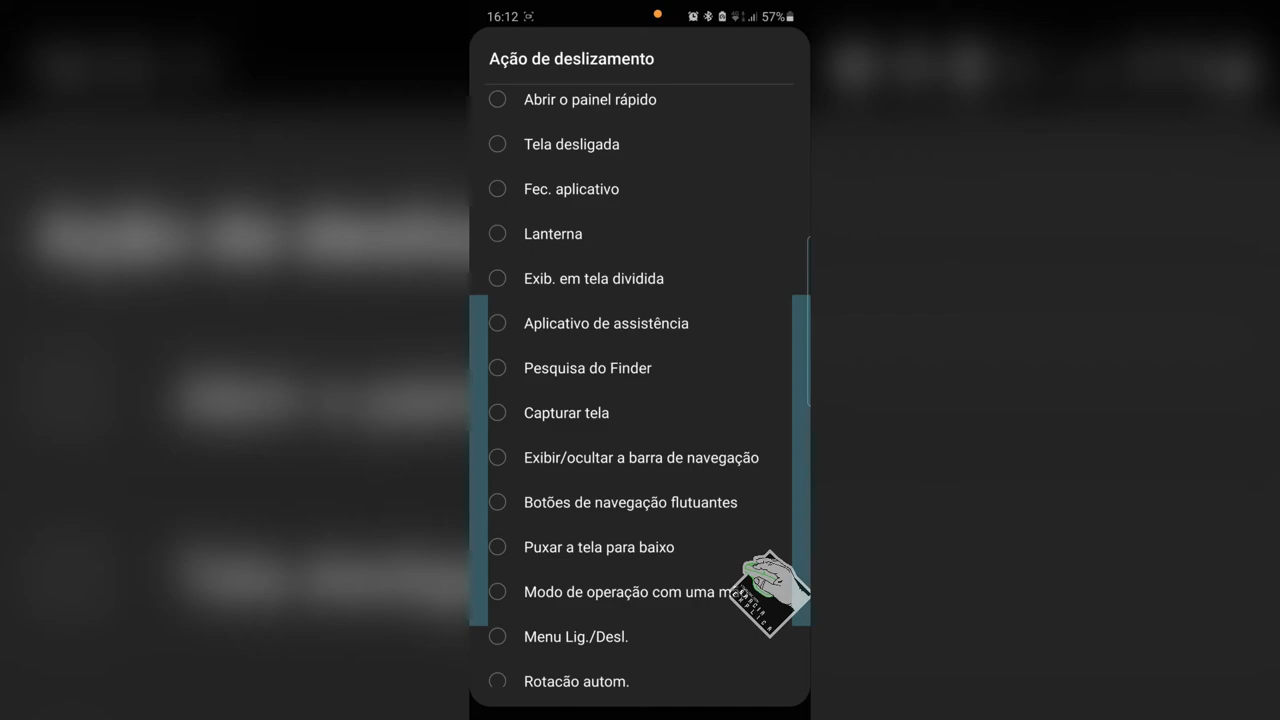 16:12
57%
Ação de deslizamento
Abrir o painel rápido
Tela desligada
Fec. aplicativo
Lanterna
Exib. em tela dividida
Aplicativo de assistência
Pesquisa do Finder
Capturar tela
Exibir/ocultar a barra de navegação
Botões de navegação flutuantes
Puxar a tela para baixo
Modo de operação com uma m
EXPLICA
Menu Lig./Desl.
Rotacão autom.